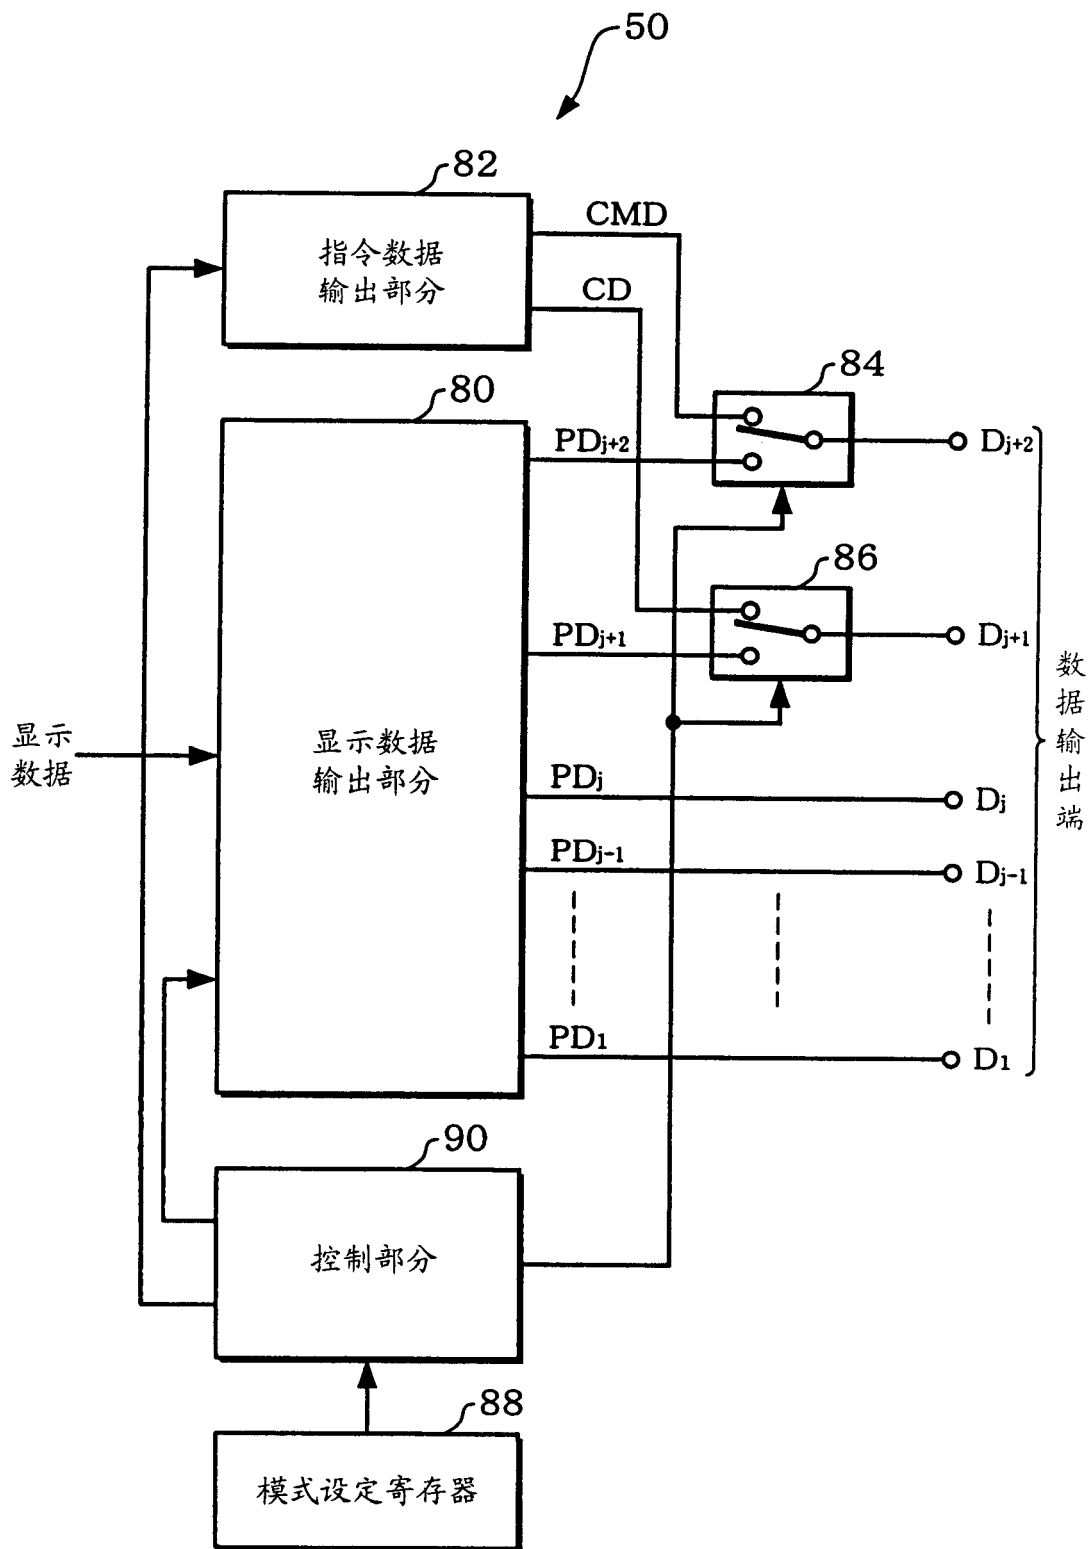 50
82
指令数据
输出部分
CMD
CD
84
80
PDj+2
Dj+2
86
PDj+1
Dj+1
显示
数据
显示数据
输出部分
数据输出端
PDj
Dj
PDj-1
Dj-1
PD1
D1
90
控制部分
88
模式设定寄存器